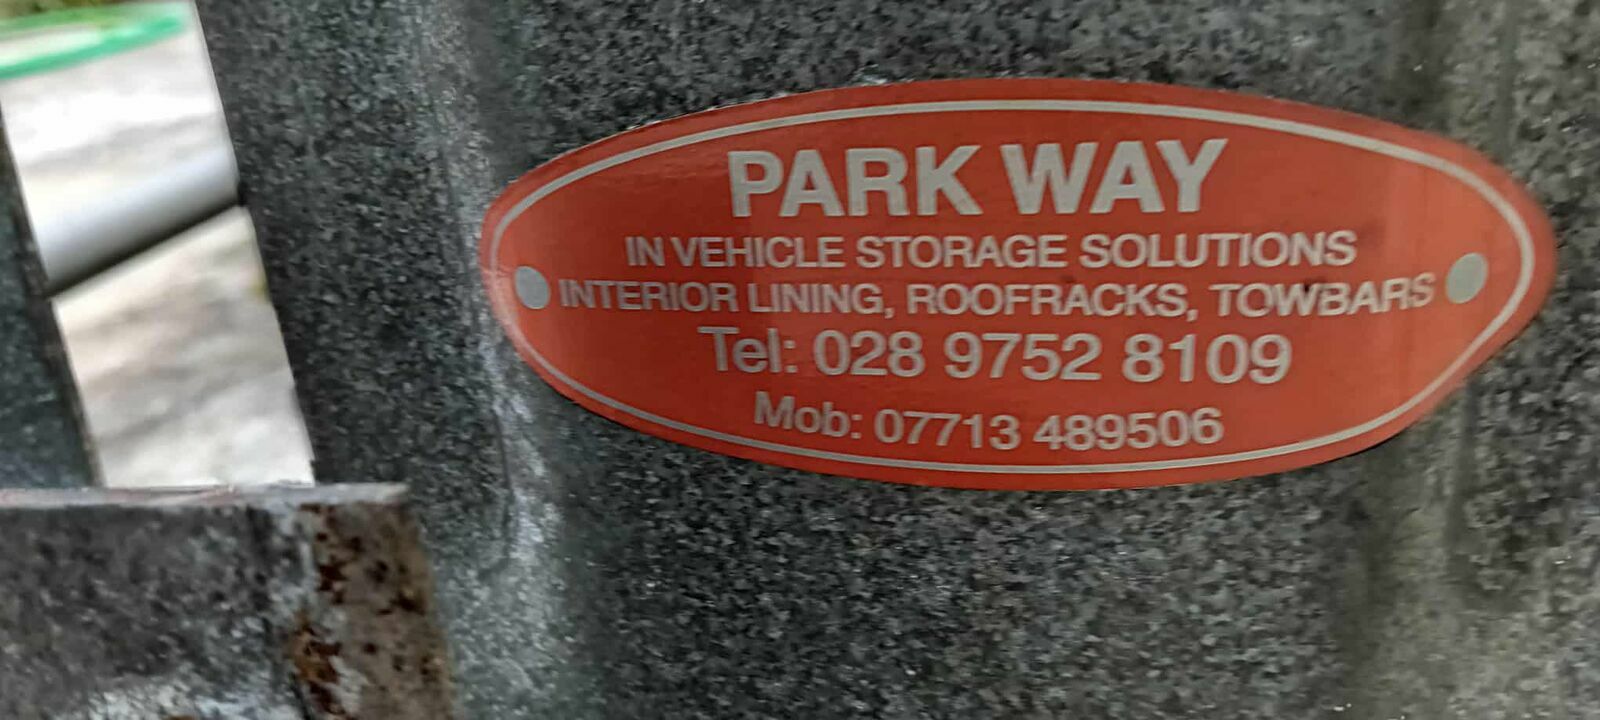 PARK WAY
IN VEHICLE STORAGE SOLUTIONS
INTERIOR LINING, ROOFRACKS, TOWBARS
Tel: 028 9752 8109
Mob: 07713 489506